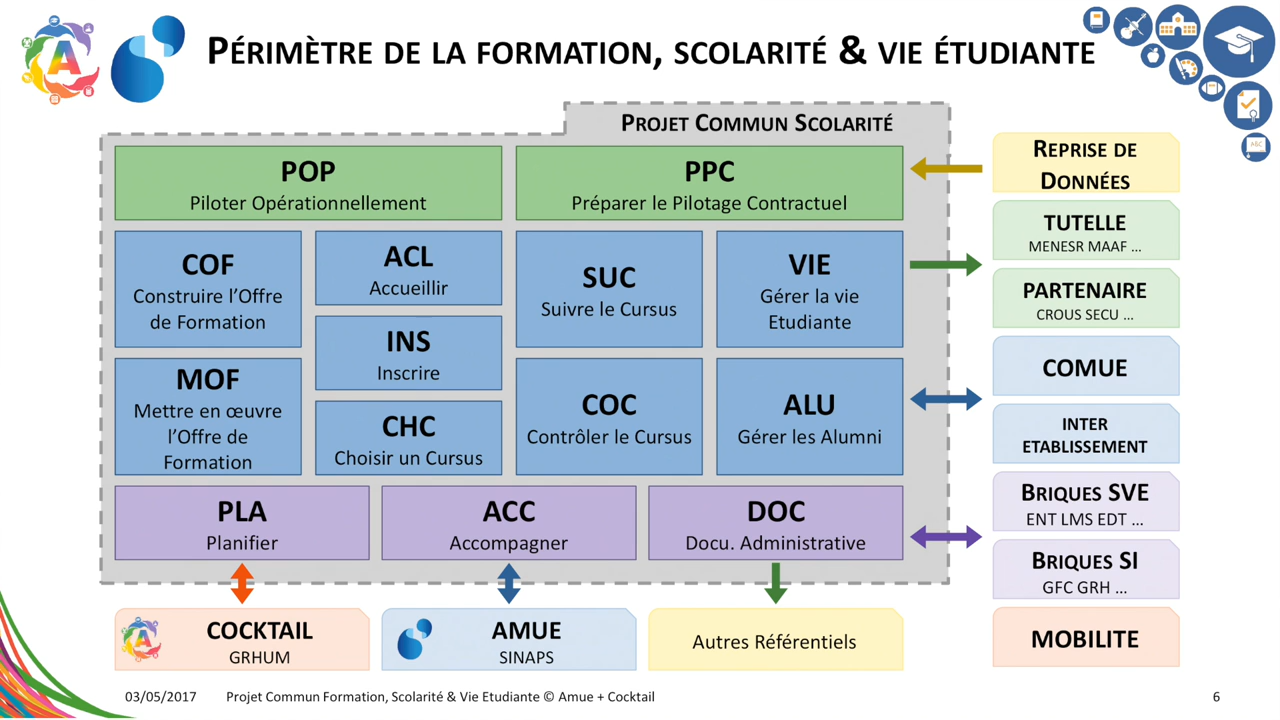 PÉRIMÈTRE DE LA FORMATION, SCOLARITÉ & VIE ÉTUDIANTE
PROJET COMMUN SCOLARITÉ
POP
Piloter Opérationnellement
PPC
Préparer le Pilotage Contractuel
COF
Construire l'Offre
de Formation
ACL
Accueillir
SUC
Suivre le Cursus
VIE
Gérer la vie
Etudiante
INS
Inscrire
MOF
Mettre en œuvre
l'Offre de
Formation
CHC
Choisir un Cursus
COC
Contrôler le Cursus
ALU
Gérer les Alumni
PLA
Planifier
ACC
Accompagner
DOC
Docu. Administrative
REPRISE DE
DONNÉES
TUTELLE
MENESR MAAF ...
PARTENAIRE
CROUS SECU ...
COMUE
INTER
ETABLISSEMENT
BRIQUES SVE
ENT LMS EDT ...
BRIQUES SI
GFC GRH ...
MOBILITE
A
COCKTAIL
GRHUM
AMUE
SINAPS
Autres Référentiels
A
ABC
03/05/2017
Projet Commun Formation, Scolarité & Vie Etudiante © Amue + Cocktail
6